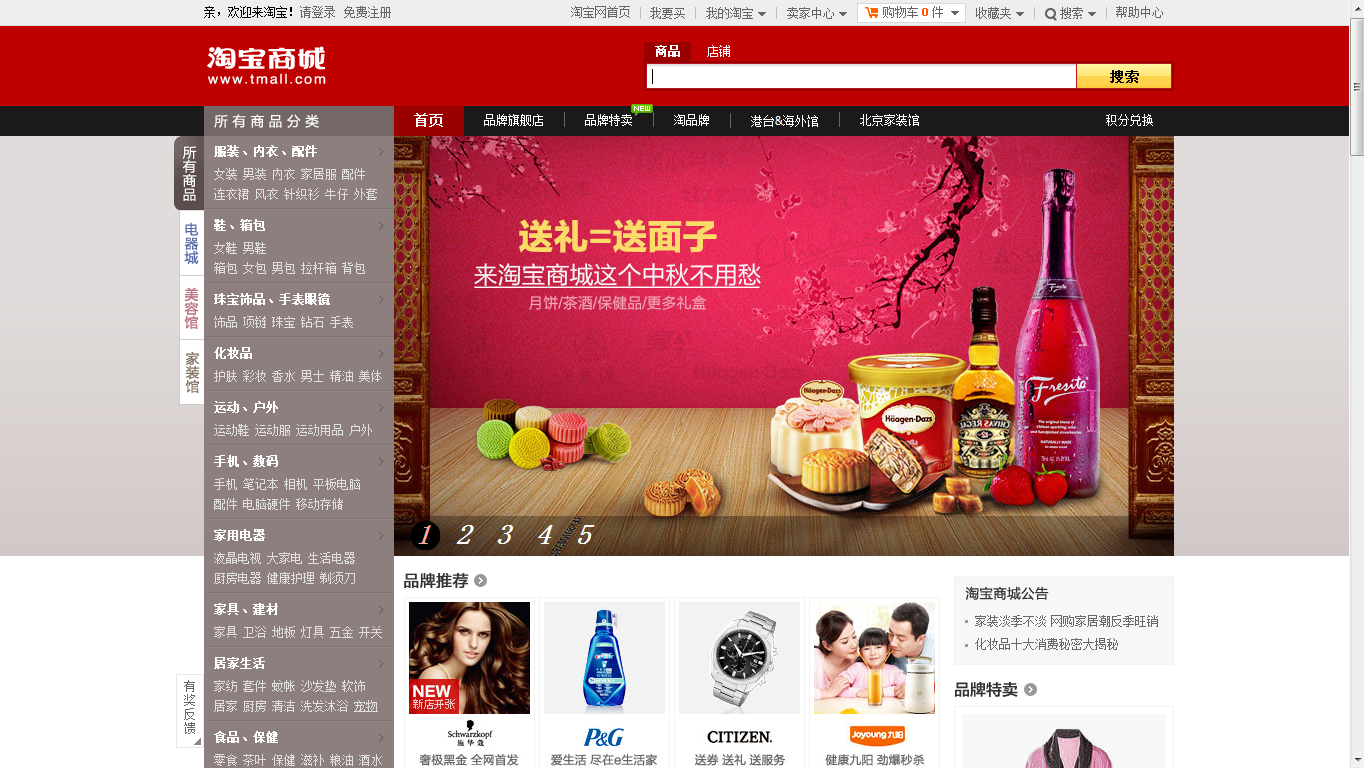 亲，欢迎来淘宝！请登录 免费注册
淘宝网首页 我要买 我的淘宝 卖家中心 购物车 0 件 收藏夹 搜索 帮助中心
淘宝商城
www.tmall.com
商品 店铺
搜索
所有商品分类
首页 品牌旗舰店 品牌特卖 NEW 淘品牌 港台&海外馆 北京家装馆 积分兑换
所有商品
电器城
美容馆
家装馆
有奖反馈
服装、内衣、配件
女装 男装 内衣 家居服 配件
连衣裙 风衣 针织衫 牛仔 外套
鞋、箱包
女鞋 男鞋
箱包 女包 男包 拉杆箱 背包
珠宝饰品、手表眼镜
饰品 项链 珠宝 钻石 手表
化妆品
护肤 彩妆 香水 男士 精油 美体
运动、户外
运动鞋 运动服 运动用品 户外
手机、数码
手机 笔记本 相机 平板电脑
配件 电脑硬件 移动存储
家用电器
液晶电视 大家电 生活电器
厨房电器 健康护理 剃须刀
家具、建材
家具 卫浴 地板 灯具 五金 开关
居家生活
家纺 套件 蚊帐 沙发垫 软饰
居家 厨房 清洁 洗发沐浴 宠物
食品、保健
零食 茶叶 保健 滋补 粮油 酒水
送礼=送面子
来淘宝商城这个中秋不用愁
月饼/茶酒/保健品/更多礼盒
Häagen-Dazs
Häagen-Dazs
CHIVAS REGAL
Fresita
1 2 3 4 5
品牌推荐
NEW
新店开张
Schwarzkopf
施华蔻
奢极黑金 全网首发
P&G
爱生活 尽在e生活家
CITIZEN.
送券 送礼 送服务
Joyoung 九阳
健康九阳 劲爆秒杀
淘宝商城公告
家装淡季不淡 网购家居潮反季旺销
化妆品十大消费秘密大揭秘
品牌特卖